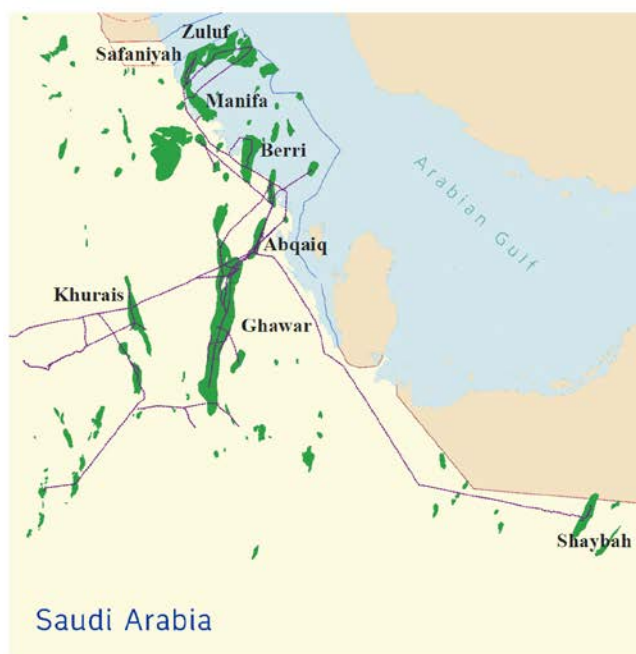 Zuluf
Safaniyah
Manifa
Berri
Arabian Gulf
Abqaiq
Khurais
Ghawar
Shaybah
Saudi Arabia